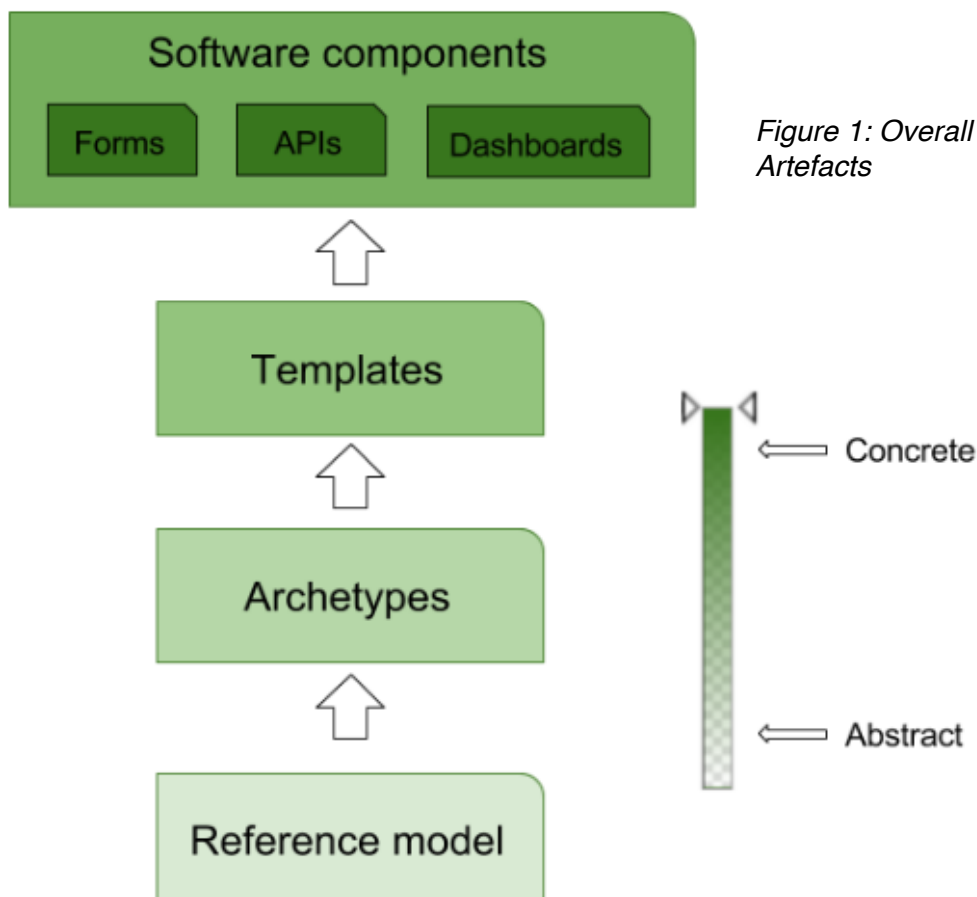 Software components
Forms
APIs
Dashboards
Figure 1: Overall
Artefacts
Templates
Concrete
Archetypes
Abstract
Reference model